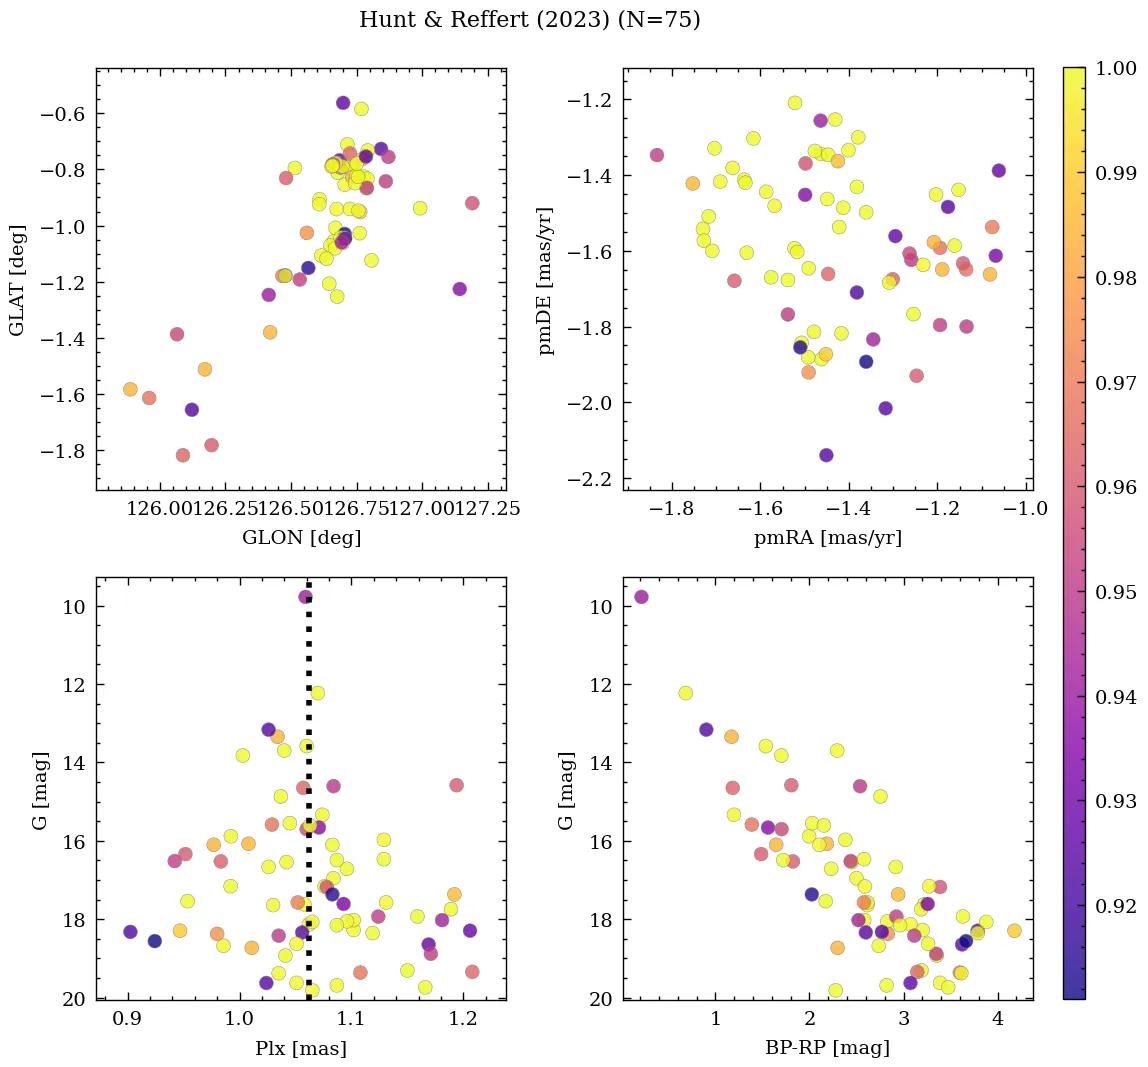 Hunt & Reffert (2023) (N=75)
−0.6
−0.8
−1.0
−1.2
−1.4
−1.6
−1.8
GLAT [deg]
126.00 126.25 126.50 126.75 127.00 127.25
GLON [deg]
−1.2
−1.4
−1.6
−1.8
−2.0
−2.2
pmDE [mas/yr]
−1.8 −1.6 −1.4 −1.2 −1.0
pmRA [mas/yr]
10
12
14
16
18
20
G [mag]
0.9 1.0 1.1 1.2
Plx [mas]
10
12
14
16
18
20
G [mag]
1 2 3 4
BP-RP [mag]
1.00
0.99
0.98
0.97
0.96
0.95
0.94
0.93
0.92